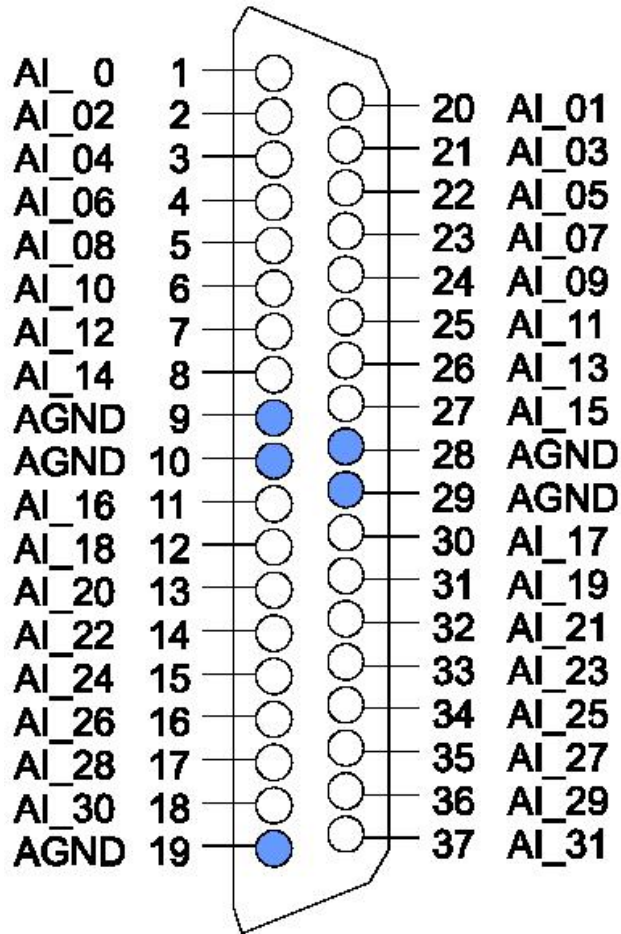 AI_ 0 1
AI_02 2
AI_04 3
AI_06 4
AI_08 5
AI_10 6
AI_12 7
AI_14 8
AGND 9
AGND 10
AI_16 11
AI_18 12
AI_20 13
AI_22 14
AI_24 15
AI_26 16
AI_28 17
AI_30 18
AGND 19
20 AI_01
21 AI_03
22 AI_05
23 AI_07
24 AI_09
25 AI_11
26 AI_13
27 AI_15
28 AGND
29 AGND
30 AI_17
31 AI_19
32 AI_21
33 AI_23
34 AI_25
35 AI_27
36 AI_29
37 AI_31